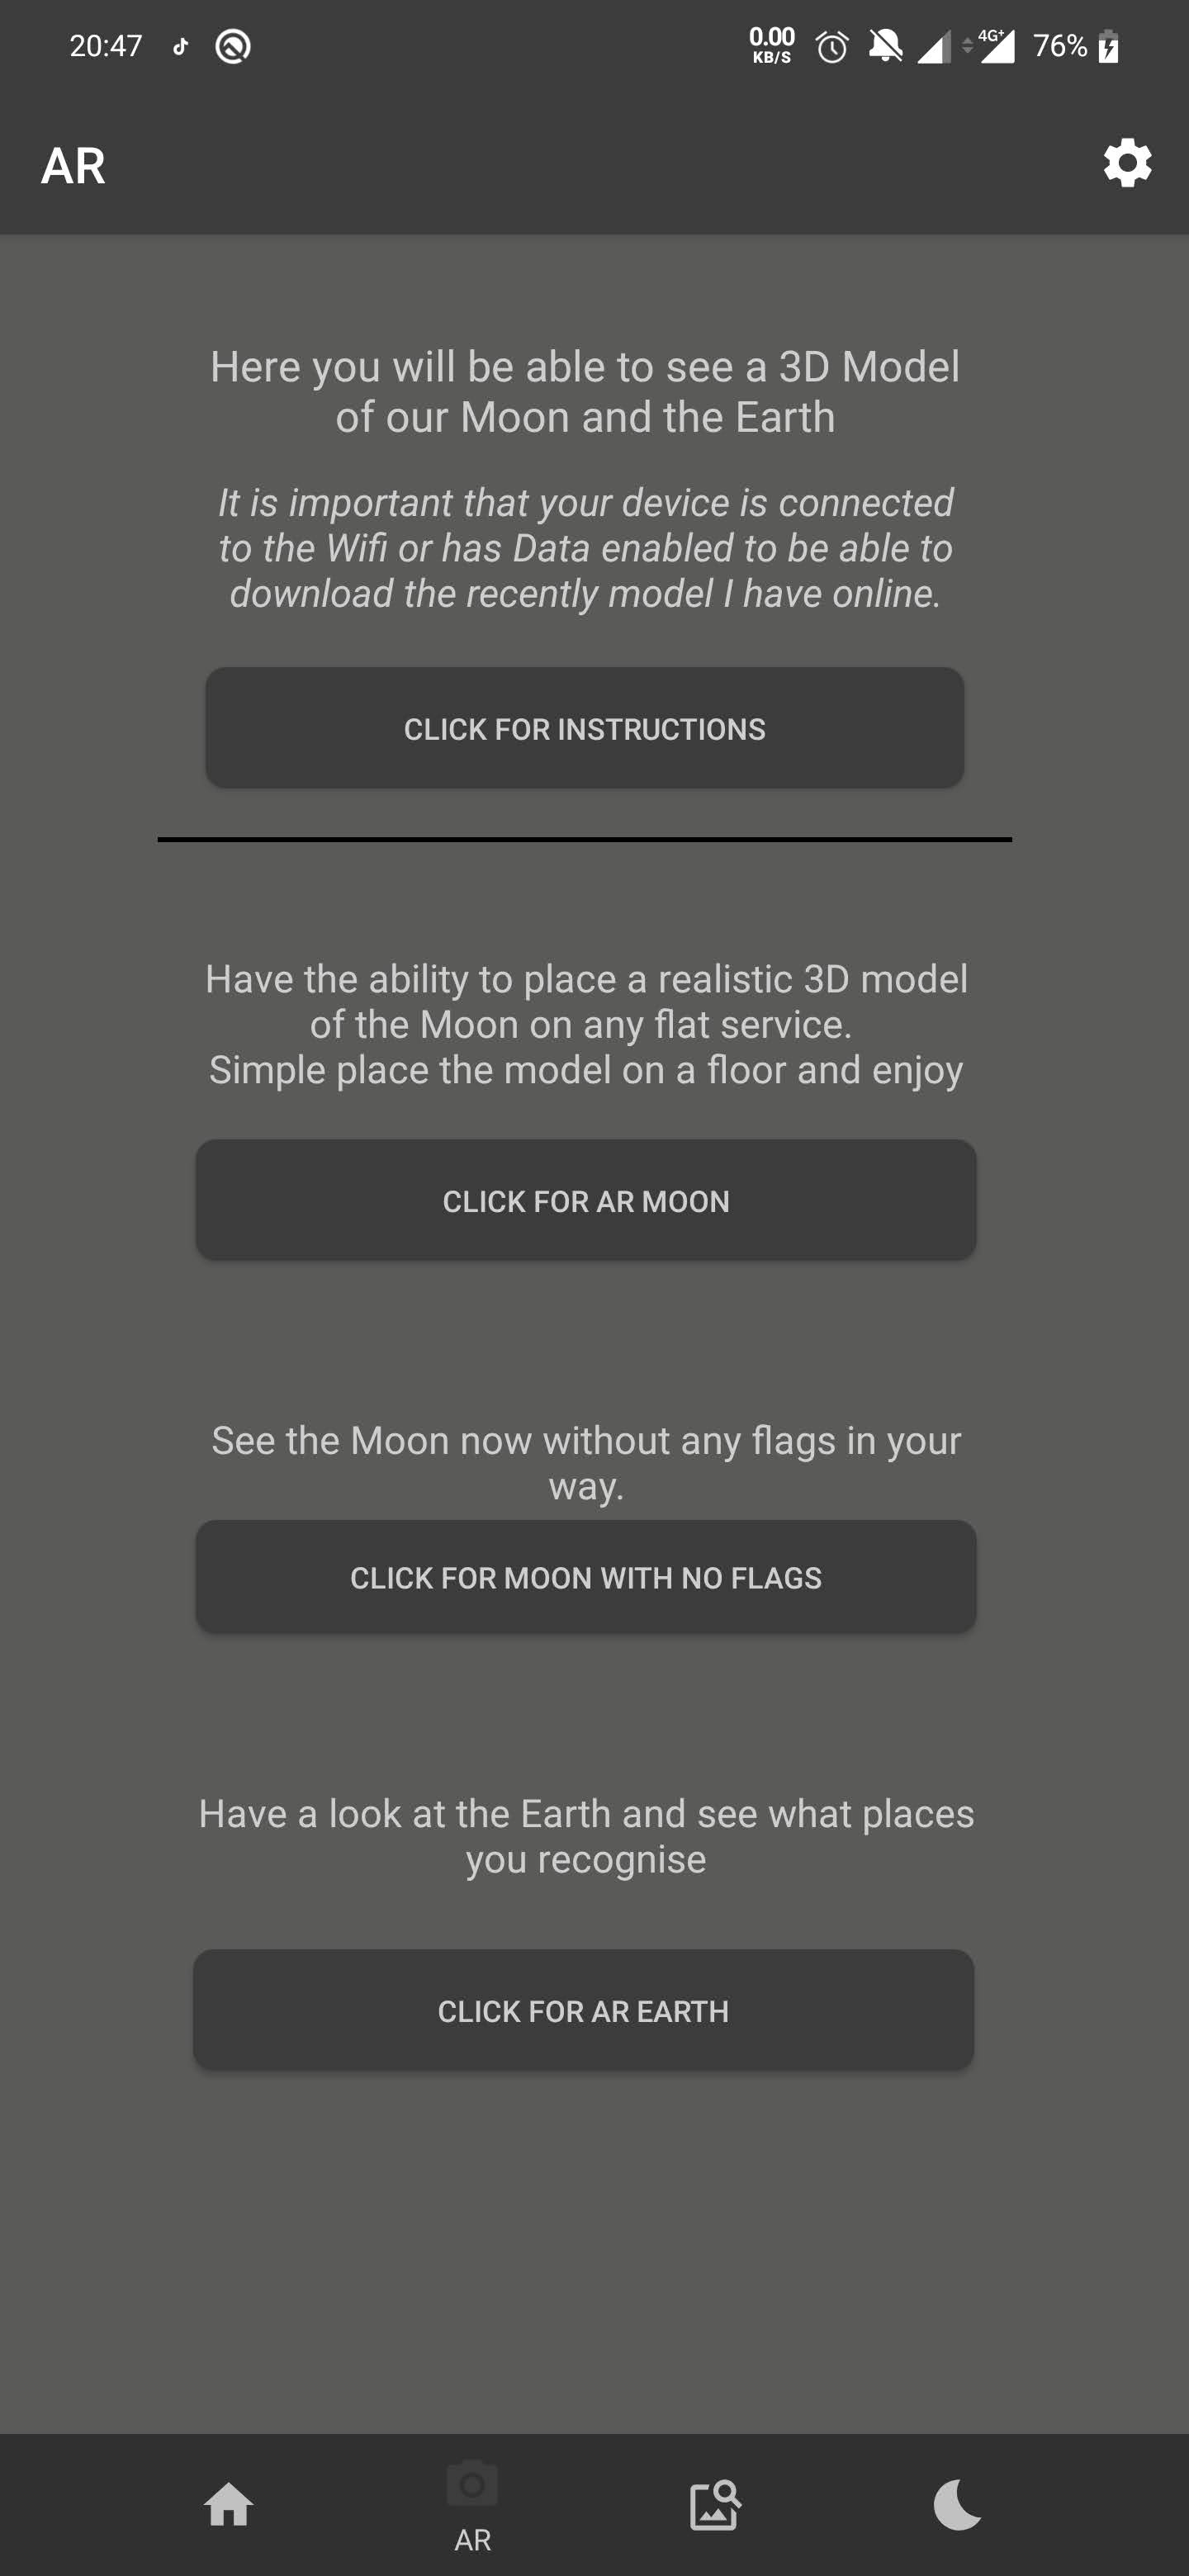 20:47
0.00
KB/S
4G+
76%
AR
Here you will be able to see a 3D Model
of our Moon and the Earth
It is important that your device is connected
to the Wifi or has Data enabled to be able to
download the recently model I have online.
CLICK FOR INSTRUCTIONS
Have the ability to place a realistic 3D model
of the Moon on any flat service.
Simple place the model on a floor and enjoy
CLICK FOR AR MOON
See the Moon now without any flags in your
way.
CLICK FOR MOON WITH NO FLAGS
Have a look at the Earth and see what places
you recognise
CLICK FOR AR EARTH
AR